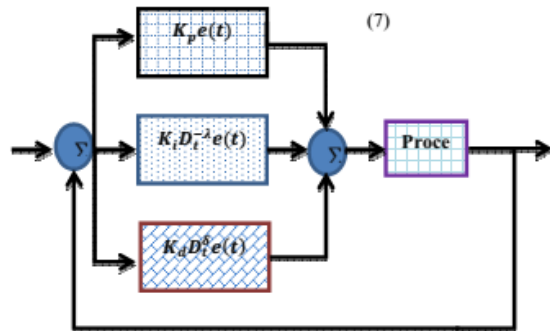 (7)
K_p e(t)
Σ
K_i D_t^{-λ} e(t)
Σ
Proce
K_d D_t^δ e(t)